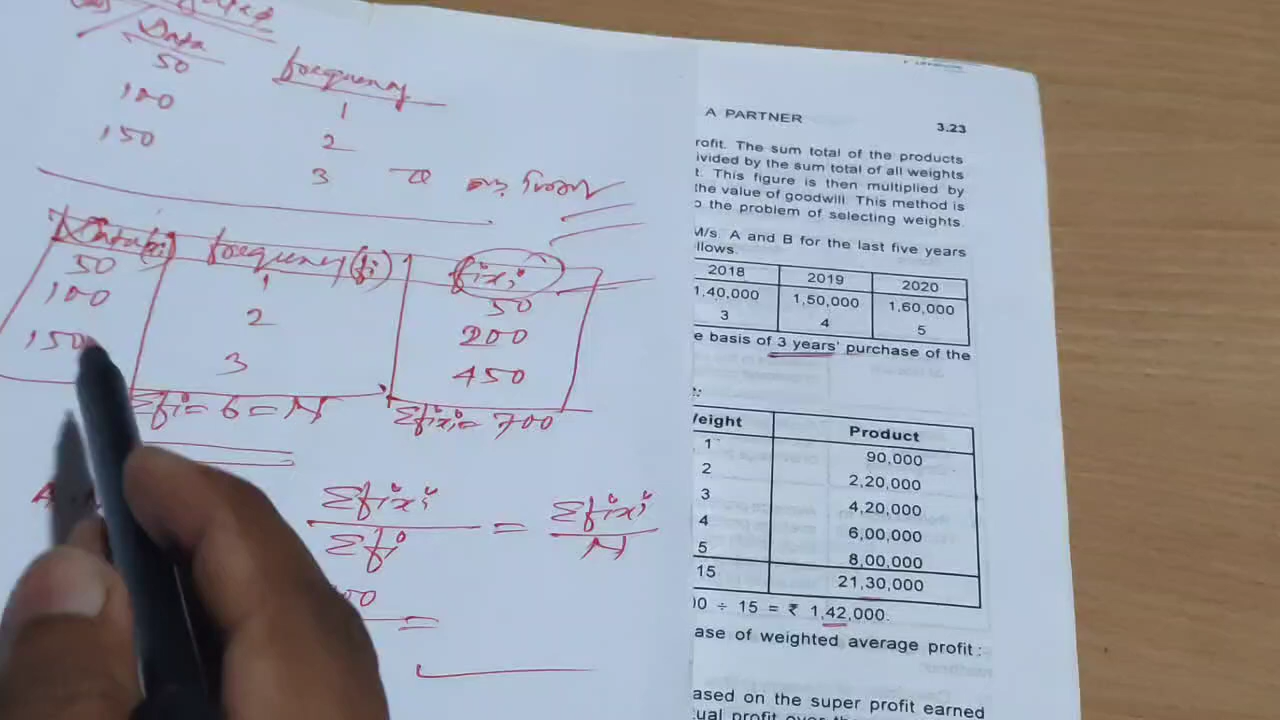 Data
frequency
50
1
100
2
150
3
Data (xi)
frequency (fi)
fixi
50
1
50
100
2
200
150
3
450
Σfi = 6 = N
Σfixi = 700
Σfixi
Σfi
=
Σfixi
N
00
=
A PARTNER
3.23
rofit. The sum total of the products
ivided by the sum total of all weights
t. This figure is then multiplied by
the value of goodwill. This method is
o the problem of selecting weights.
M/s. A and B for the last five years
llows.
2018 2019 2020
1,40,000 1,50,000 1,60,000
3 4 5
e basis of 3 years' purchase of the
Weight Product
1 90,000
2 2,20,000
3 4,20,000
4 6,00,000
5 8,00,000
15 21,30,000
00 ÷ 15 = ₹ 1,42,000.
ase of weighted average profit :
ased on the super profit earned